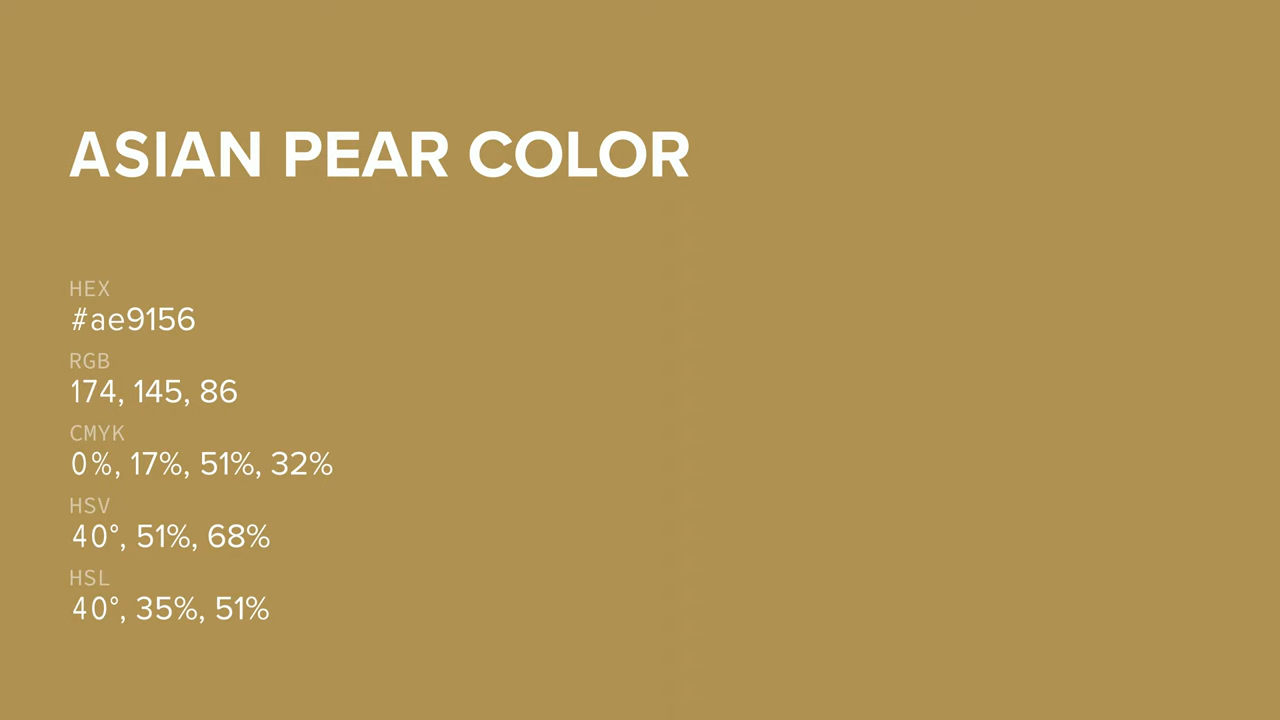 ASIAN PEAR COLOR
HEX
#ae9156
RGB
174, 145, 86
CMYK
0%, 17%, 51%, 32%
HSV
40°, 51%, 68%
HSL
40°, 35%, 51%